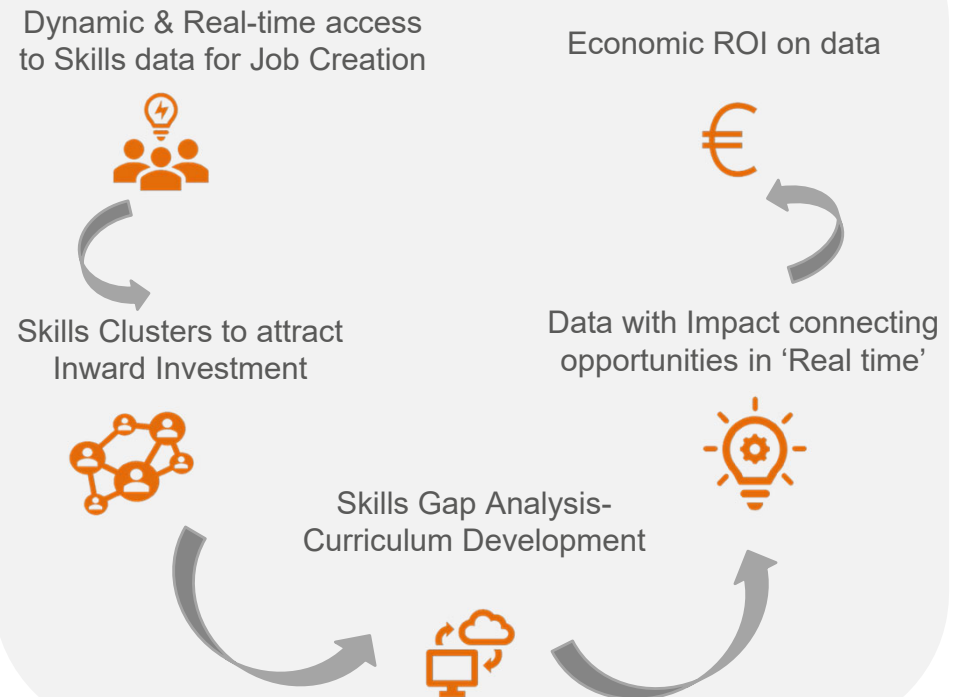 Dynamic & Real-time access
to Skills data for Job Creation
Economic ROI on data
€
Skills Clusters to attract
Inward Investment
Data with Impact connecting
opportunities in ‘Real time’
Skills Gap Analysis-
Curriculum Development